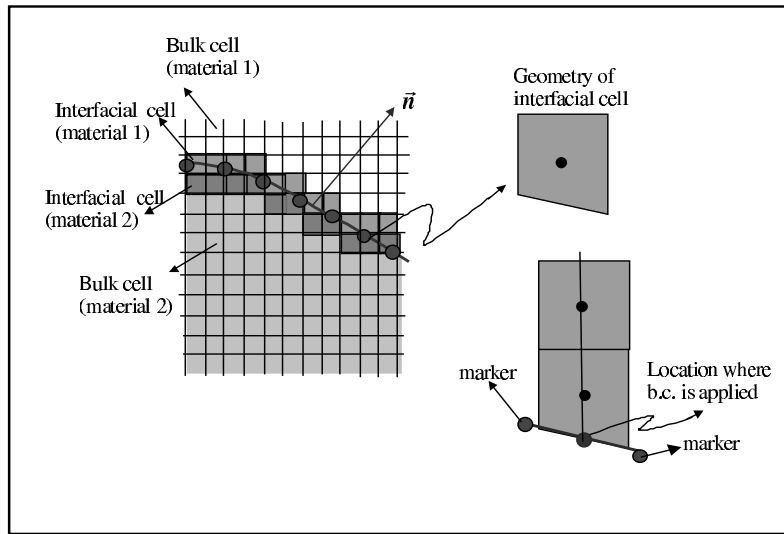 Bulk cell
(material 1)
Interfacial cell
(material 1)
Interfacial cell
(material 2)
Bulk cell
(material 2)
n⃗
Geometry of
interfacial cell
marker
Location where
b.c. is applied
marker